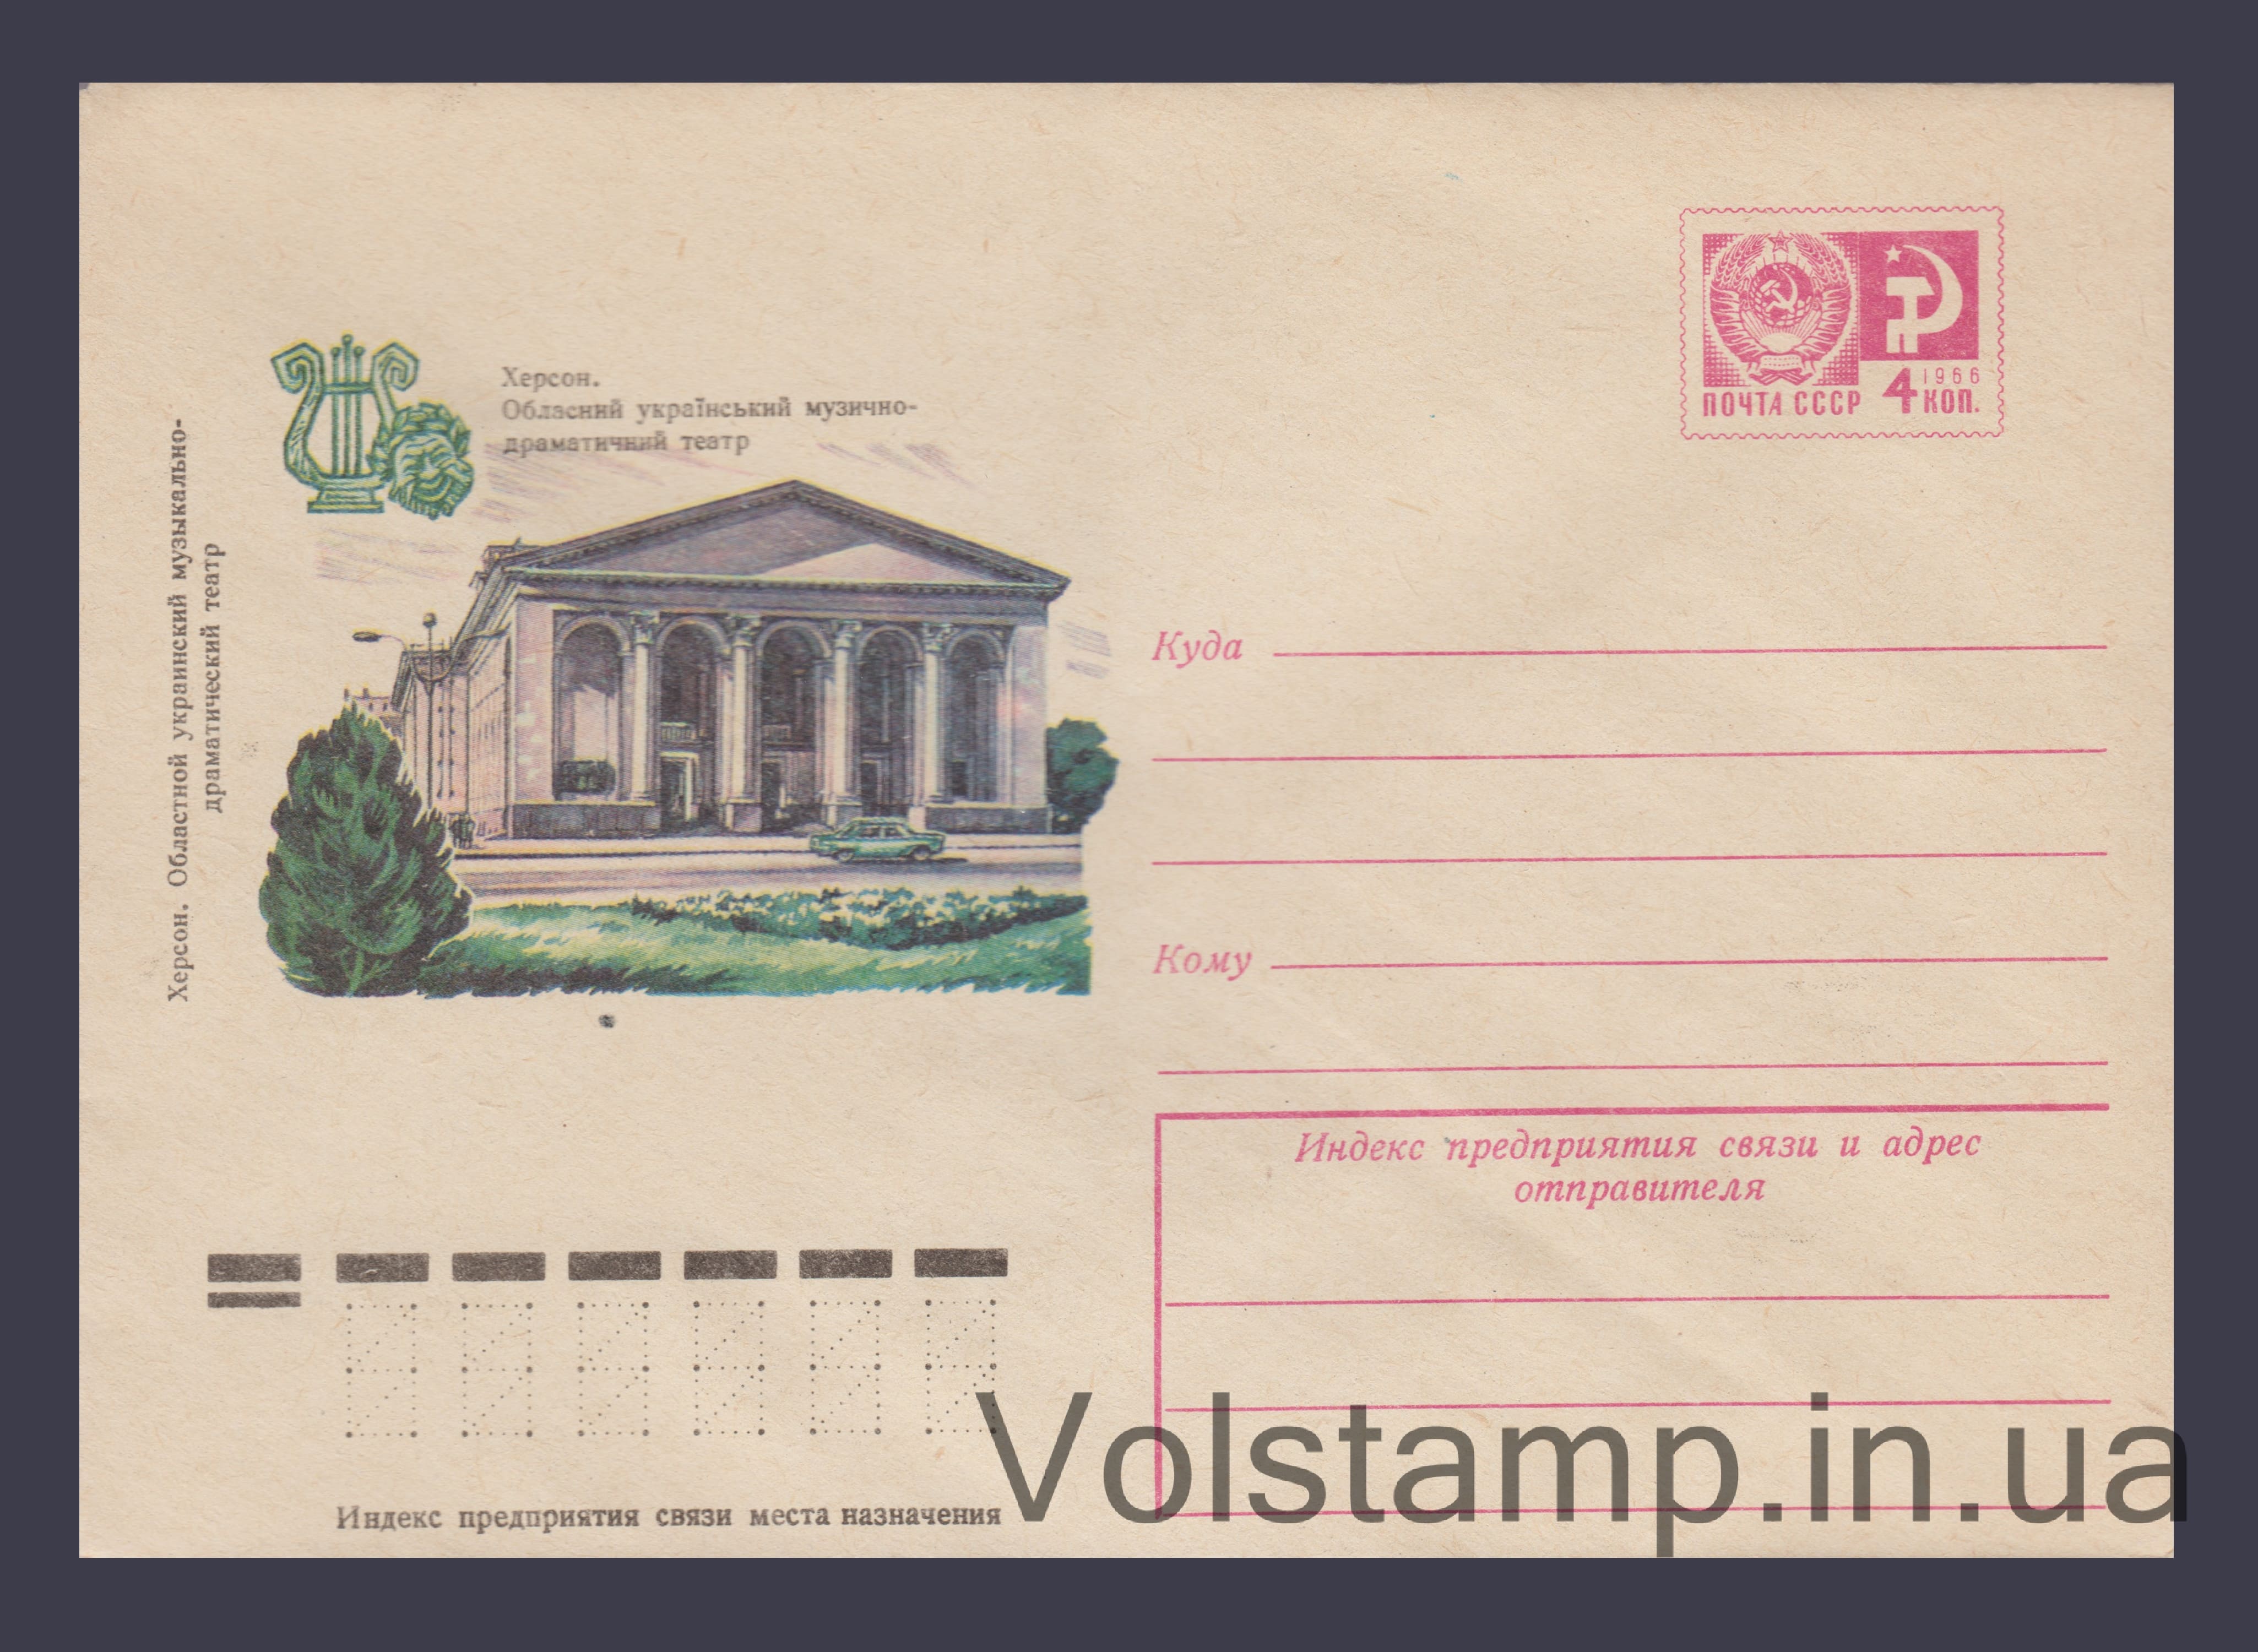 Херсон.
Обласний український музично-
драматичний театр
Херсон. Областной украинский музыкально-
драматический театр
1966
ПОЧТА СССР 4 КОП.
Куда
Кому
Индекс предприятия связи и адрес
отправителя
Индекс предприятия связи места назначения
Volstamp.in.ua